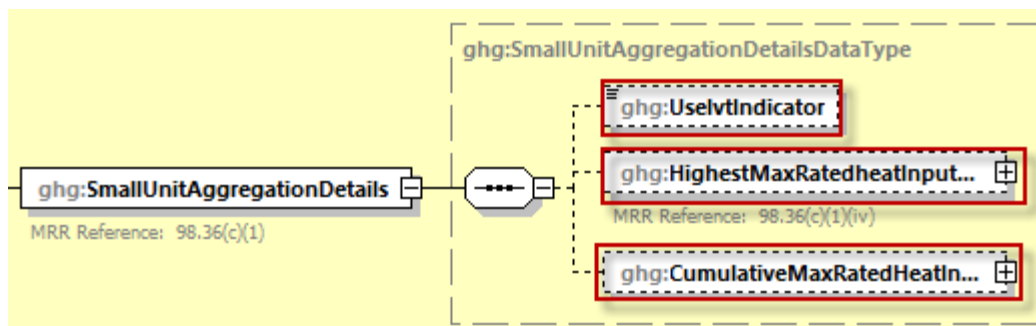 ghg:SmallUnitAggregationDetailsDataType
ghg:UseIvtIndicator
ghg:HighestMaxRatedheatInput...
MRR Reference: 98.36(c)(1)(iv)
ghg:SmallUnitAggregationDetails
MRR Reference: 98.36(c)(1)
ghg:CumulativeMaxRatedHeatIn...